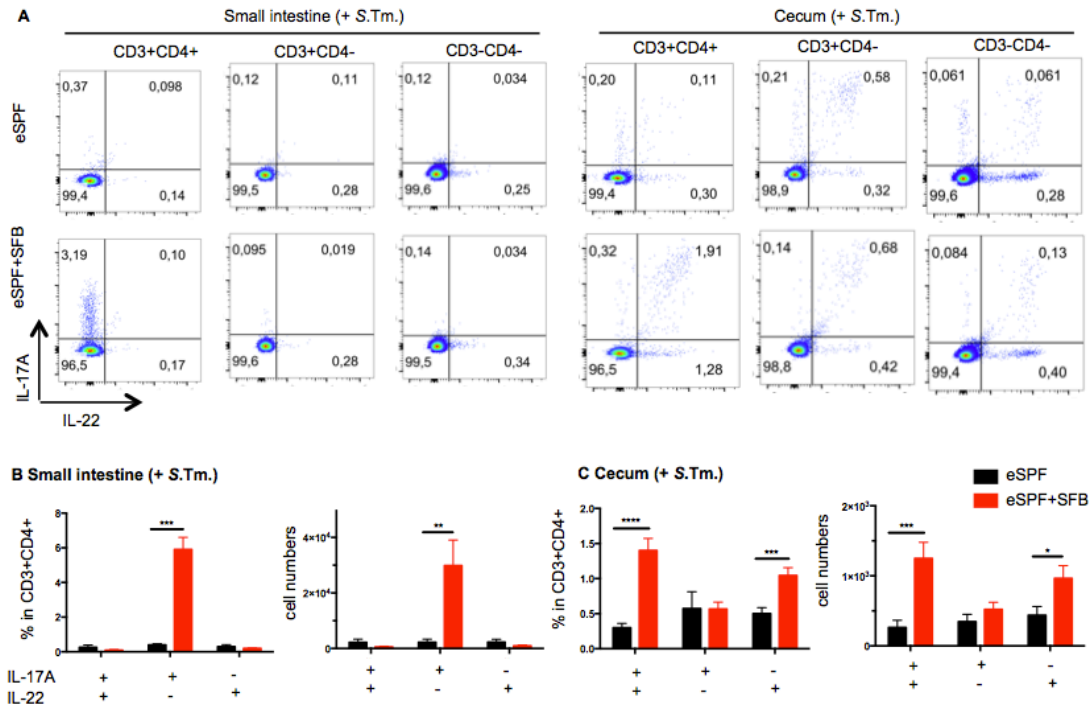 A
Small intestine (+ S.Tm.)
Cecum (+ S.Tm.)
CD3+CD4+ CD3+CD4- CD3-CD4- CD3+CD4+ CD3+CD4- CD3-CD4-
eSPF
0,37 0,098 0,12 0,11 0,12 0,034 0,20 0,11 0,21 0,58 0,061 0,061
99,4 0,14 99,5 0,28 99,6 0,25 99,4 0,30 98,9 0,32 99,6 0,28
eSPF+SFB
3,19 0,10 0,095 0,019 0,14 0,034 0,32 1,91 0,14 0,68 0,084 0,13
96,5 0,17 99,6 0,28 99,5 0,34 96,5 1,28 98,8 0,42 99,4 0,40
IL-17A
IL-22
B Small intestine (+ S.Tm.)
% in CD3+CD4+
8
6
4
2
0
***
cell numbers
4×10⁴
2×10⁴
0
**
C Cecum (+ S.Tm.)
eSPF
eSPF+SFB
% in CD3+CD4+
2.0
1.5
1.0
0.5
0.0
****
***
cell numbers
2×10³
1×10³
0
***
*
IL-17A + + - + + - + + - + + -
IL-22 + - + + - + + - + + - +